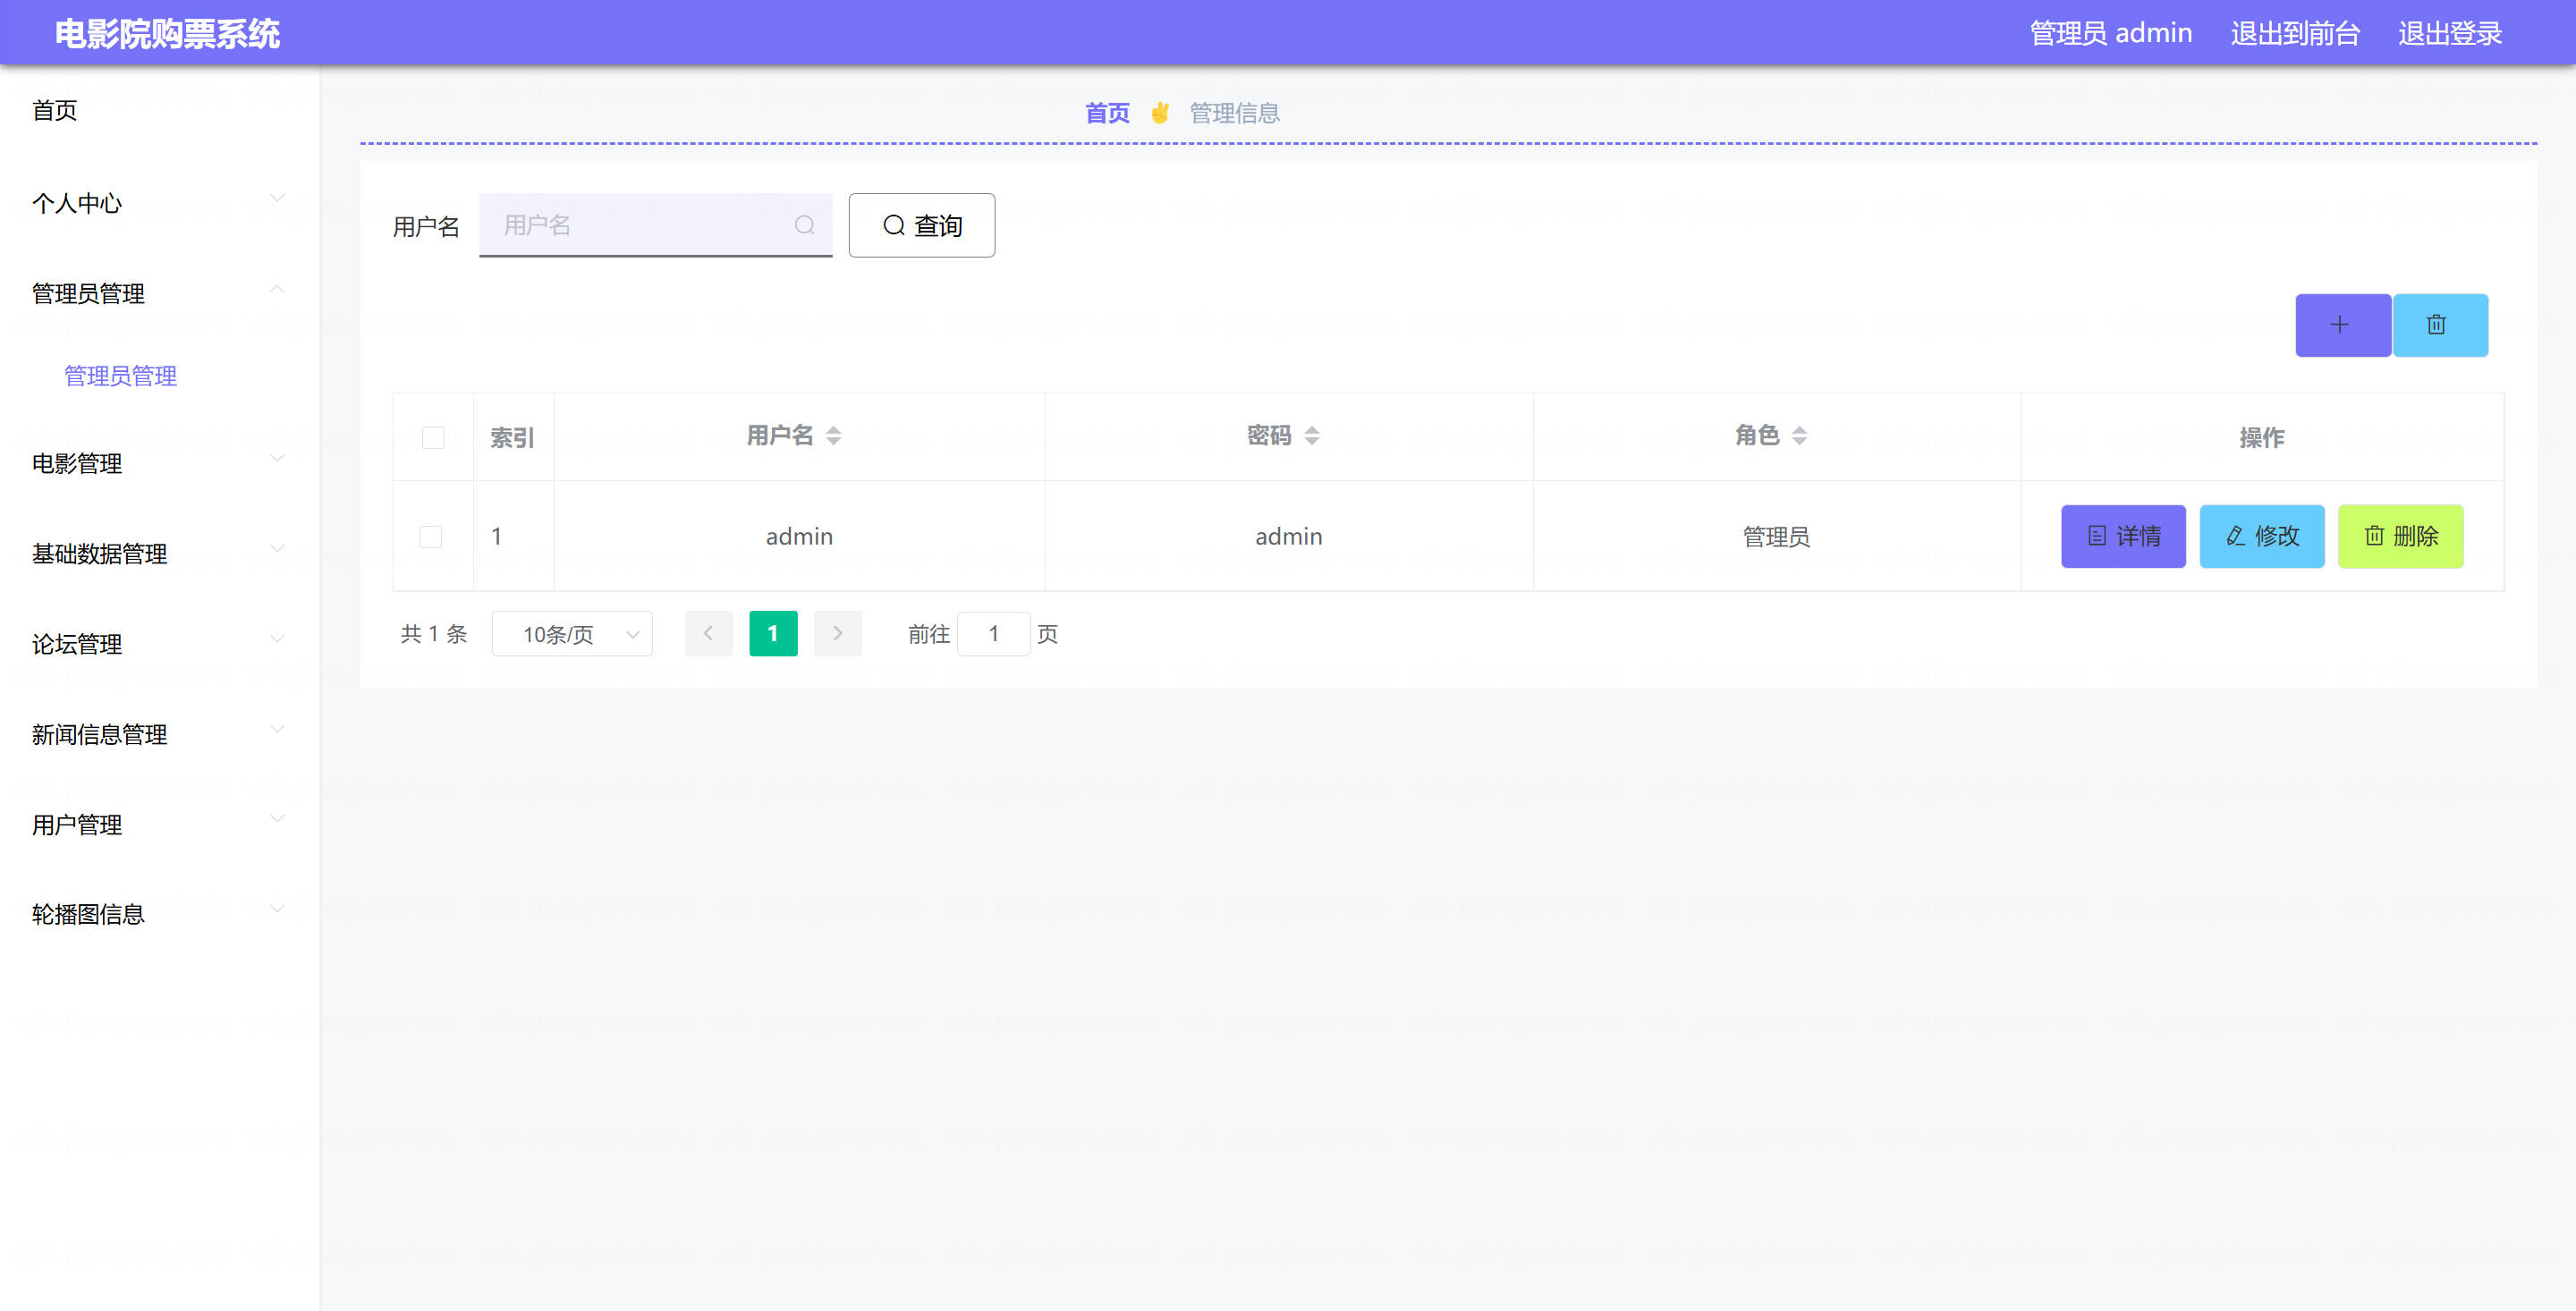 电影院购票系统
管理员 admin 退出到前台 退出登录
首页
个人中心
管理员管理
管理员管理
电影管理
基础数据管理
论坛管理
新闻信息管理
用户管理
轮播图信息
首页 管理信息
用户名 用户名 查询
索引 用户名 密码 角色 操作
1 admin admin 管理员 详情 修改 删除
共 1 条 10条/页 1 前往 1 页